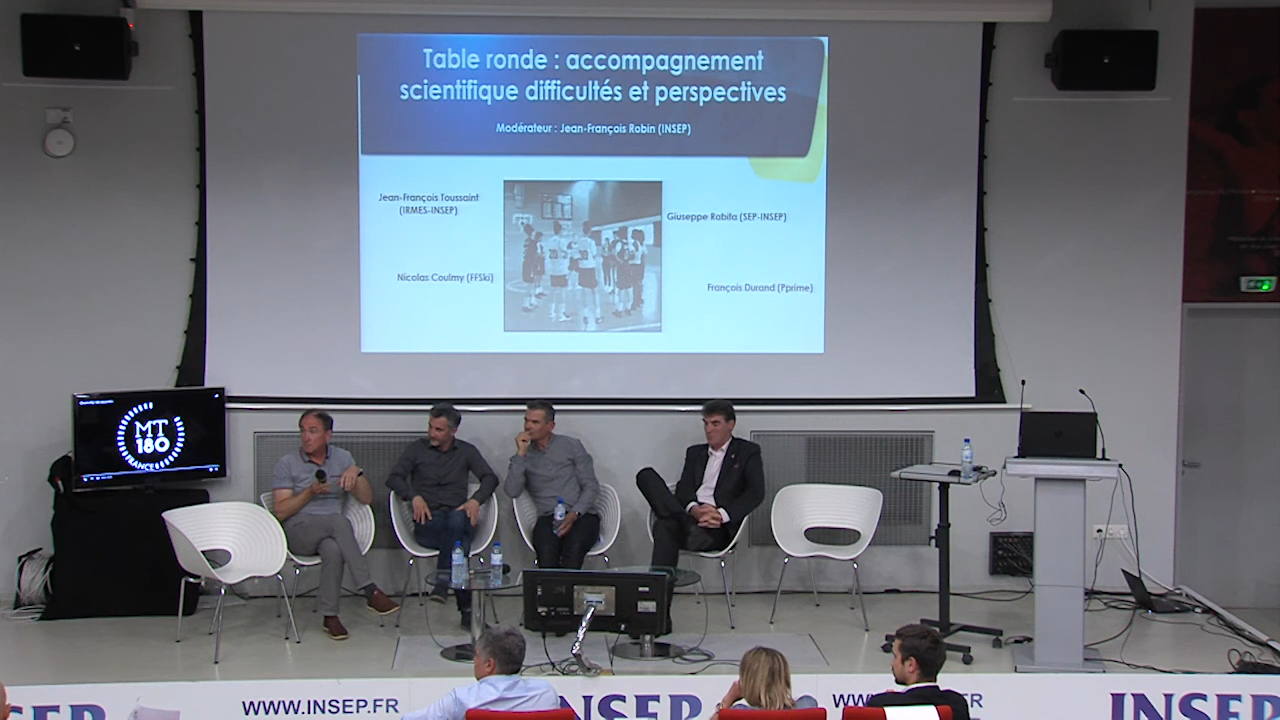 Table ronde : accompagnement
scientifique difficultés et perspectives
Modérateur : Jean-François Robin (INSEP)
Jean-François Toussaint
(IRMES-INSEP)
Giuseppe Rabita (SEP-INSEP)
Nicolas Coulmy (FFSki)
François Durand (Pprime)
MT
180
FRANCE
WWW.INSEP.FR
INSEP
INSEP